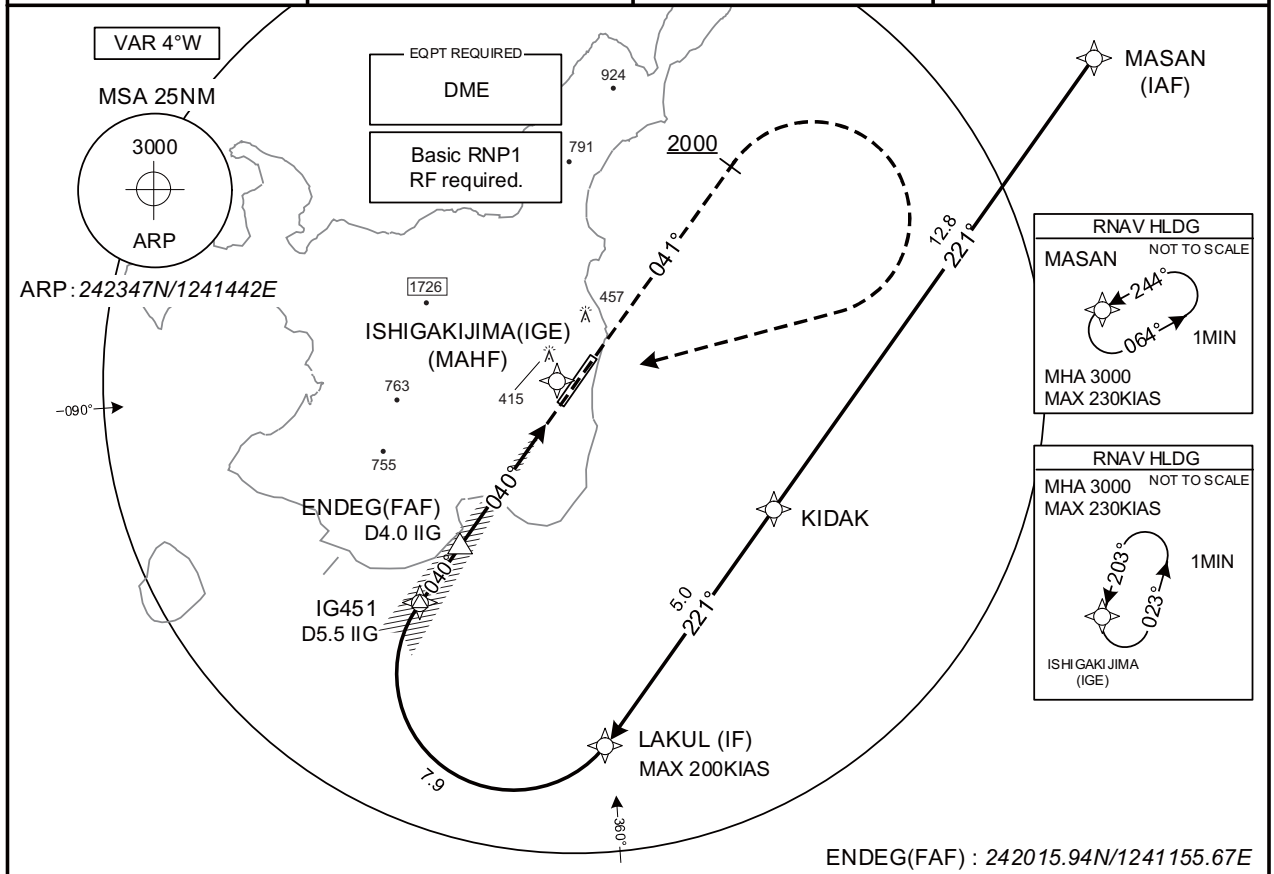 VAR 4°W
MSA 25NM
3000
ARP
ARP : 242347N/1241442E
EQPT REQUIRED
DME
Basic RNP1
RF required.
924
791
2000
MASAN
(IAF)
12.8
221°
041°
RNAV HLDG
NOT TO SCALE
MASAN
244°
064°
1MIN
MHA 3000
MAX 230KIAS
1726
457
ISHIGAKIJIMA(IGE)
(MAHF)
763
415
090°
755
ENDEG(FAF)
D4.0 IIG
040°
040°
KIDAK
RNAV HLDG
NOT TO SCALE
MHA 3000
MAX 230KIAS
203°
023°
1MIN
ISHIGAKIJIMA
(IGE)
IG451
D5.5 IIG
5.0
221°
LAKUL (IF)
MAX 200KIAS
7.9
360°
ENDEG(FAF) : 242015.94N/1241155.67E